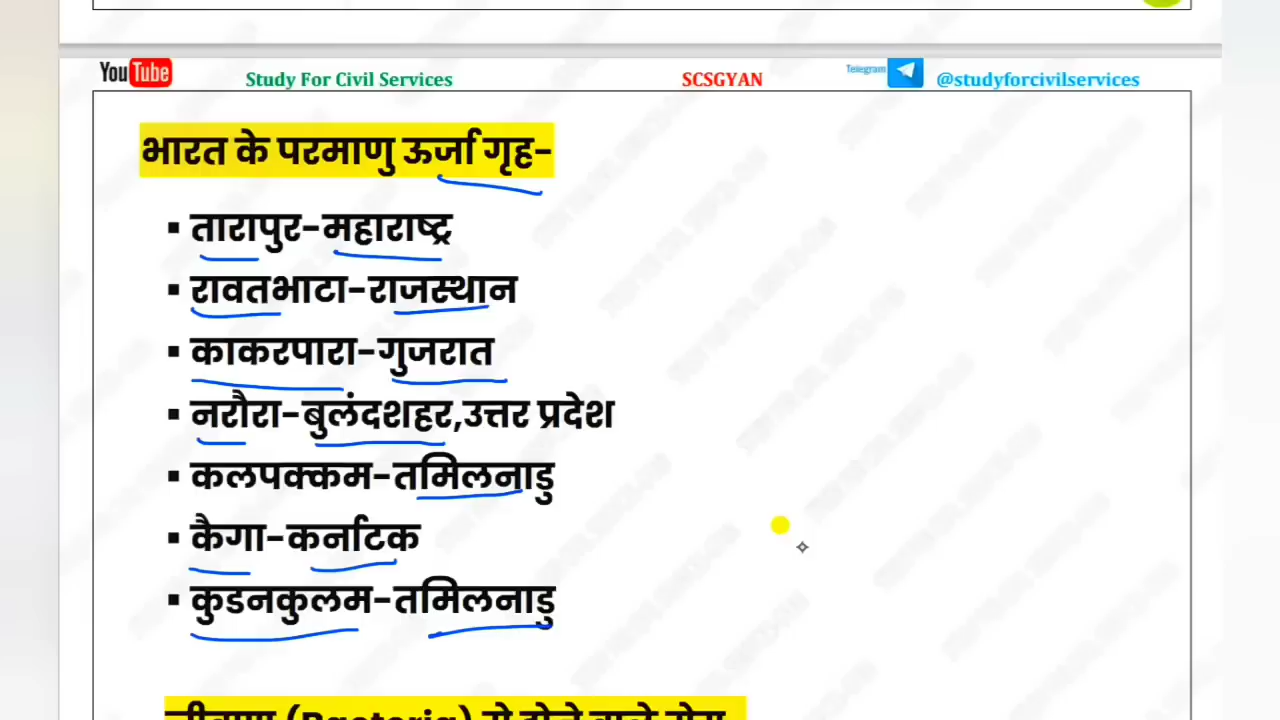 YouTube Study For Civil Services SCSGYAN Telegram @studyforcivilservices
भारत के परमाणु ऊर्जा गृह-
▪ तारापुर-महाराष्ट्र
▪ रावतभाटा-राजस्थान
▪ काकरपारा-गुजरात
▪ नरौरा-बुलंदशहर,उत्तर प्रदेश
▪ कलपक्कम-तमिलनाडु
▪ कैगा-कर्नाटक
▪ कुडनकुलम-तमिलनाडु
जीवाणु (Bacteria) से होने वाले रोग